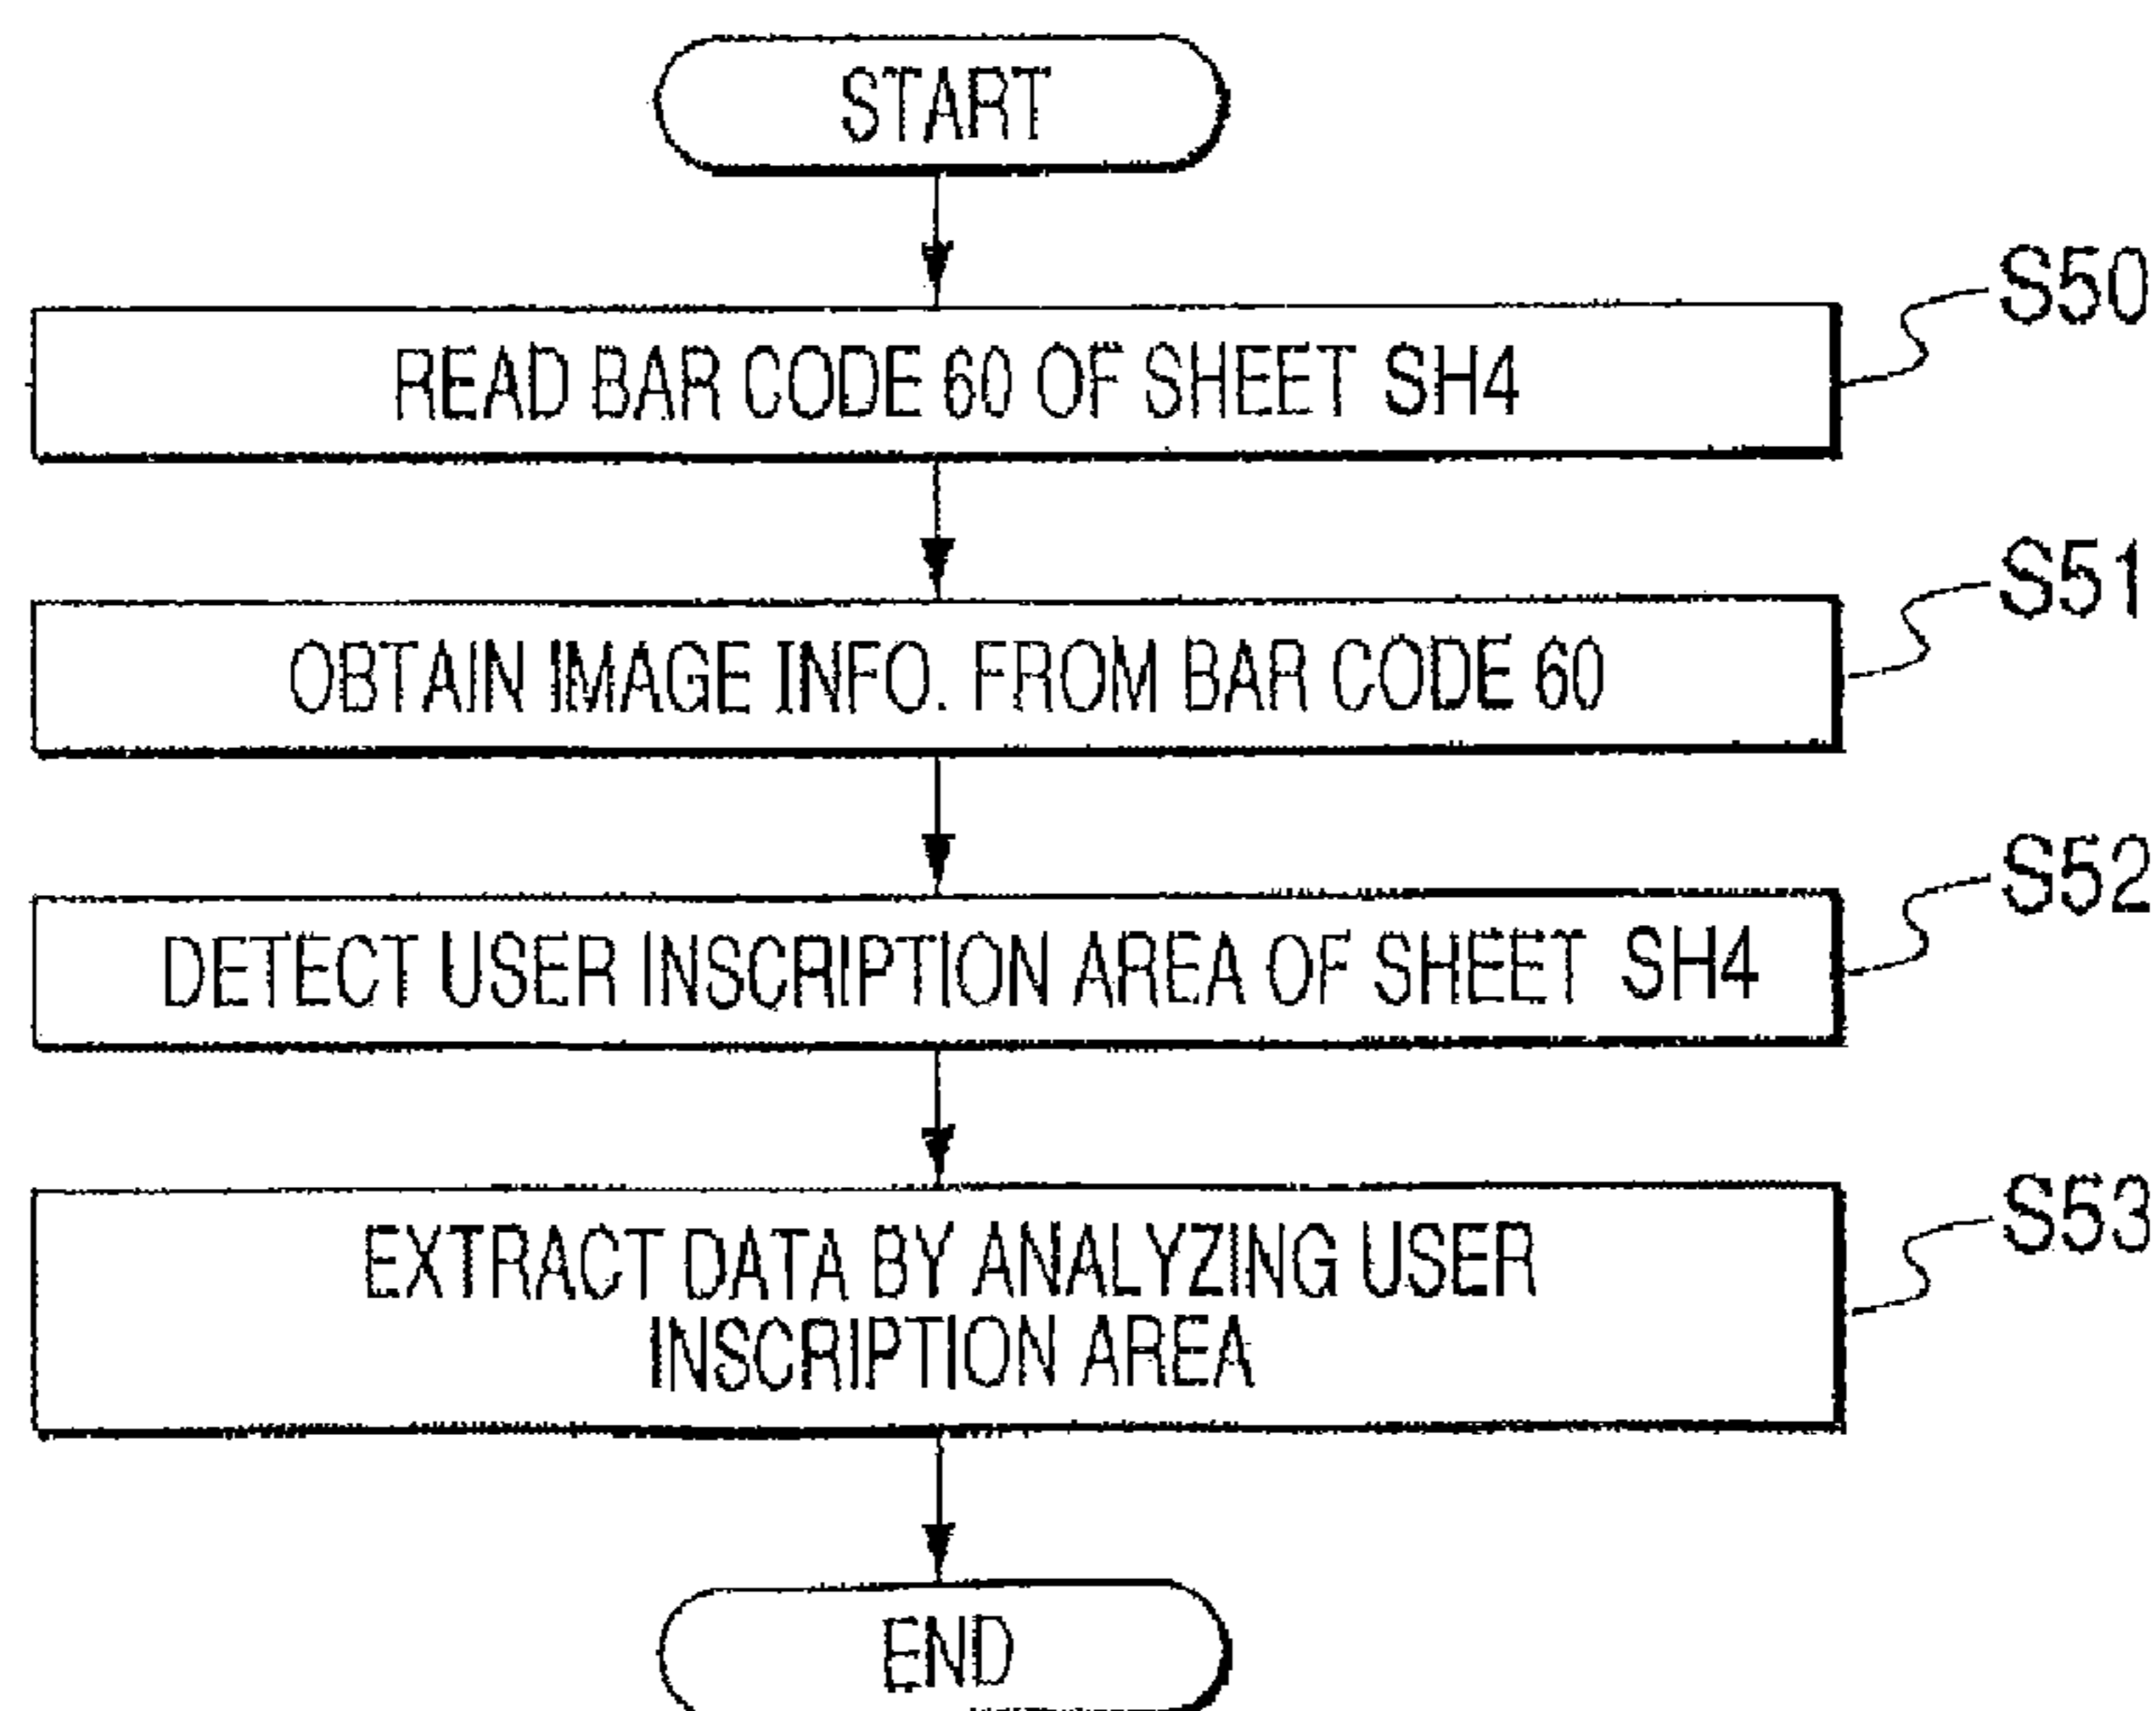 START
S50
READ BAR CODE 60 OF SHEET SH4
S51
OBTAIN IMAGE INFO. FROM BAR CODE 60
S52
DETECT USER INSCRIPTION AREA OF SHEET SH4
S53
EXTRACT DATA BY ANALYZING USER
INSCRIPTION AREA
END